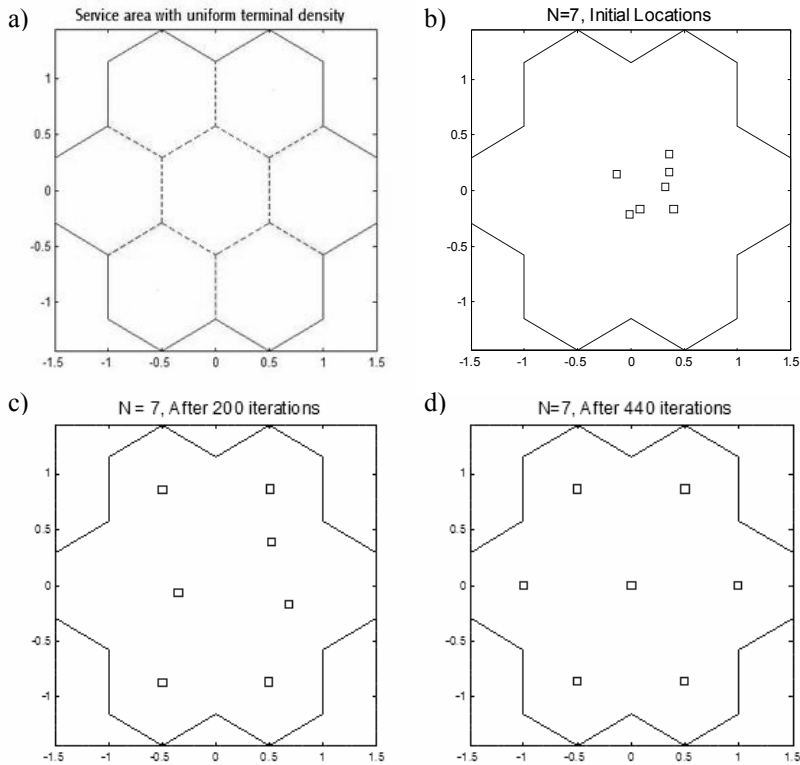 a)
Service area with uniform terminal density
1
0.5
0
-0.5
-1
-1.5 -1 -0.5 0 0.5 1 1.5
b)
N=7, Initial Locations
1
0.5
0
-0.5
-1
-1.5 -1 -0.5 0 0.5 1 1.5
c)
N = 7, After 200 iterations
1
0.5
0
-0.5
-1
-1.5 -1 -0.5 0 0.5 1 1.5
d)
N=7, After 440 iterations
1
0.5
0
-0.5
-1
-1.5 -1 -0.5 0 0.5 1 1.5